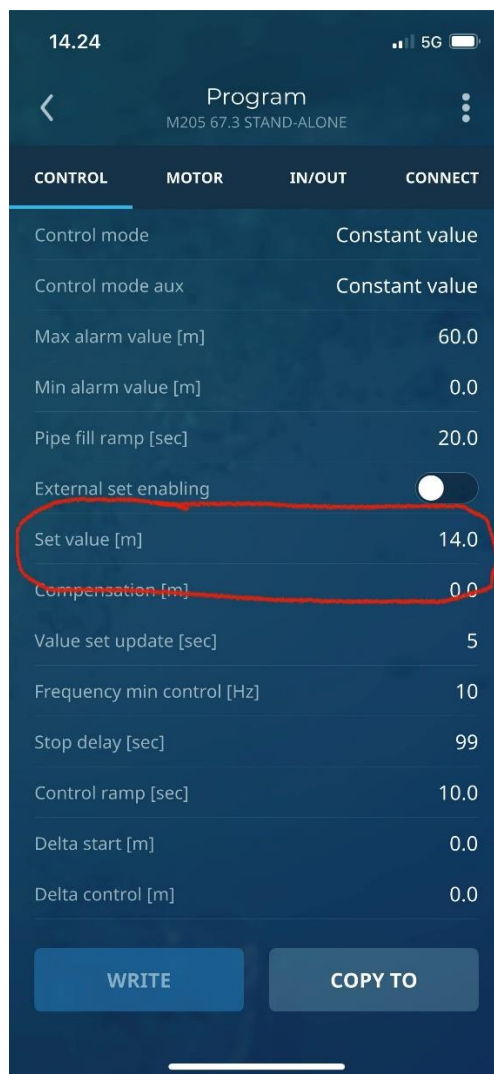 14.24 5G
Program
M205 67.3 STAND-ALONE
CONTROL MOTOR IN/OUT CONNECT
Control mode Constant value
Control mode aux Constant value
Max alarm value [m] 60.0
Min alarm value [m] 0.0
Pipe fill ramp [sec] 20.0
External set enabling
Set value [m] 14.0
Compensation [m] 0.0
Value set update [sec] 5
Frequency min control [Hz] 10
Stop delay [sec] 99
Control ramp [sec] 10.0
Delta start [m] 0.0
Delta control [m] 0.0
WRITE COPY TO